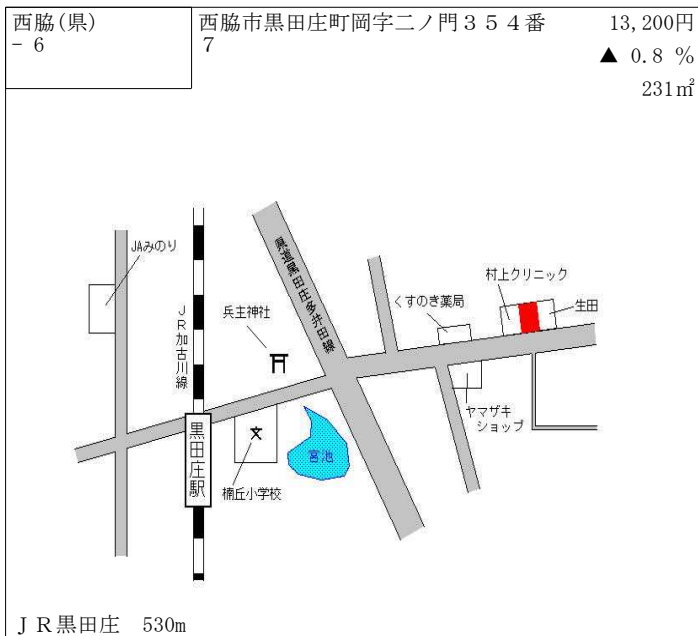 西脇(県)
- 6
西脇市黒田庄町岡字二ノ門３５４番
7
13,200円
▲ 0.8 %
231㎡
JAみのり
ＪＲ加古川線
兵主神社
県道黒田庄多井田線
くすのき薬局
村上クリニック
生田
ヤマザキ
ショップ
黒田庄駅
文
楠丘小学校
宮池
ＪＲ黒田庄 530m